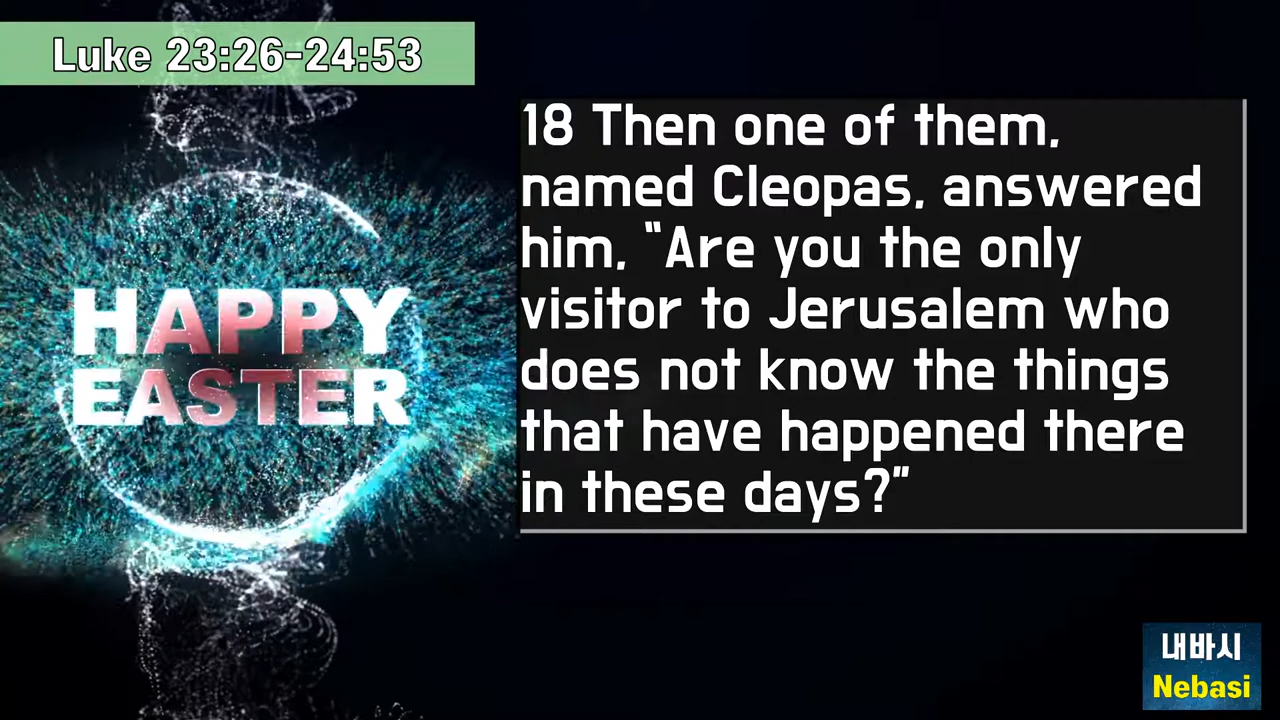 Luke 23:26-24:53
HAPPY
EASTER
18 Then one of them,
named Cleopas, answered
him, “Are you the only
visitor to Jerusalem who
does not know the things
that have happened there
in these days?”
내바시
Nebasi